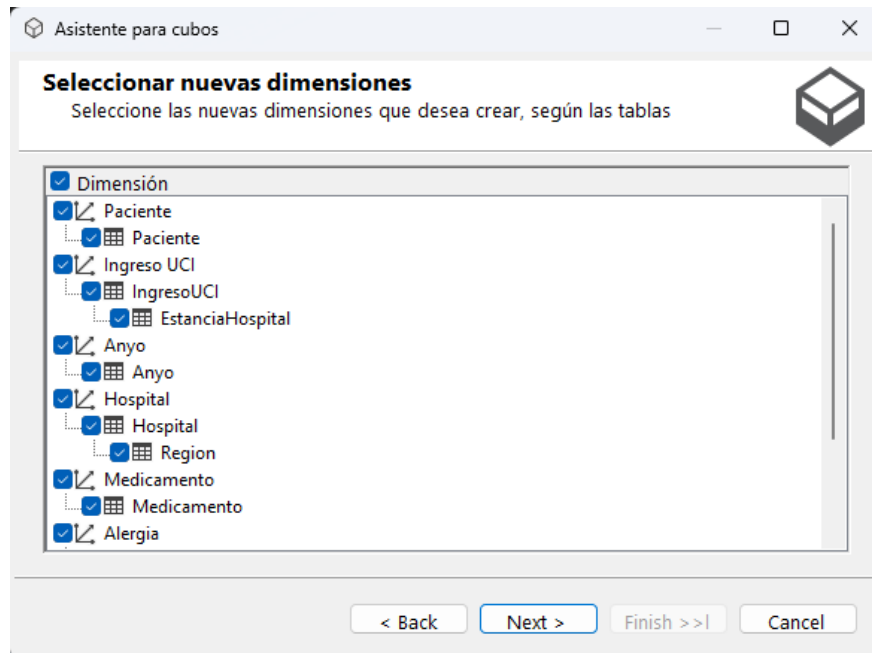 Asistente para cubos
Seleccionar nuevas dimensiones
Seleccione las nuevas dimensiones que desea crear, según las tablas
Dimensión
Paciente
Paciente
Ingreso UCI
IngresoUCI
EstanciaHospital
Anyo
Anyo
Hospital
Hospital
Region
Medicamento
Medicamento
Alergia
< Back Next > Finish >>| Cancel